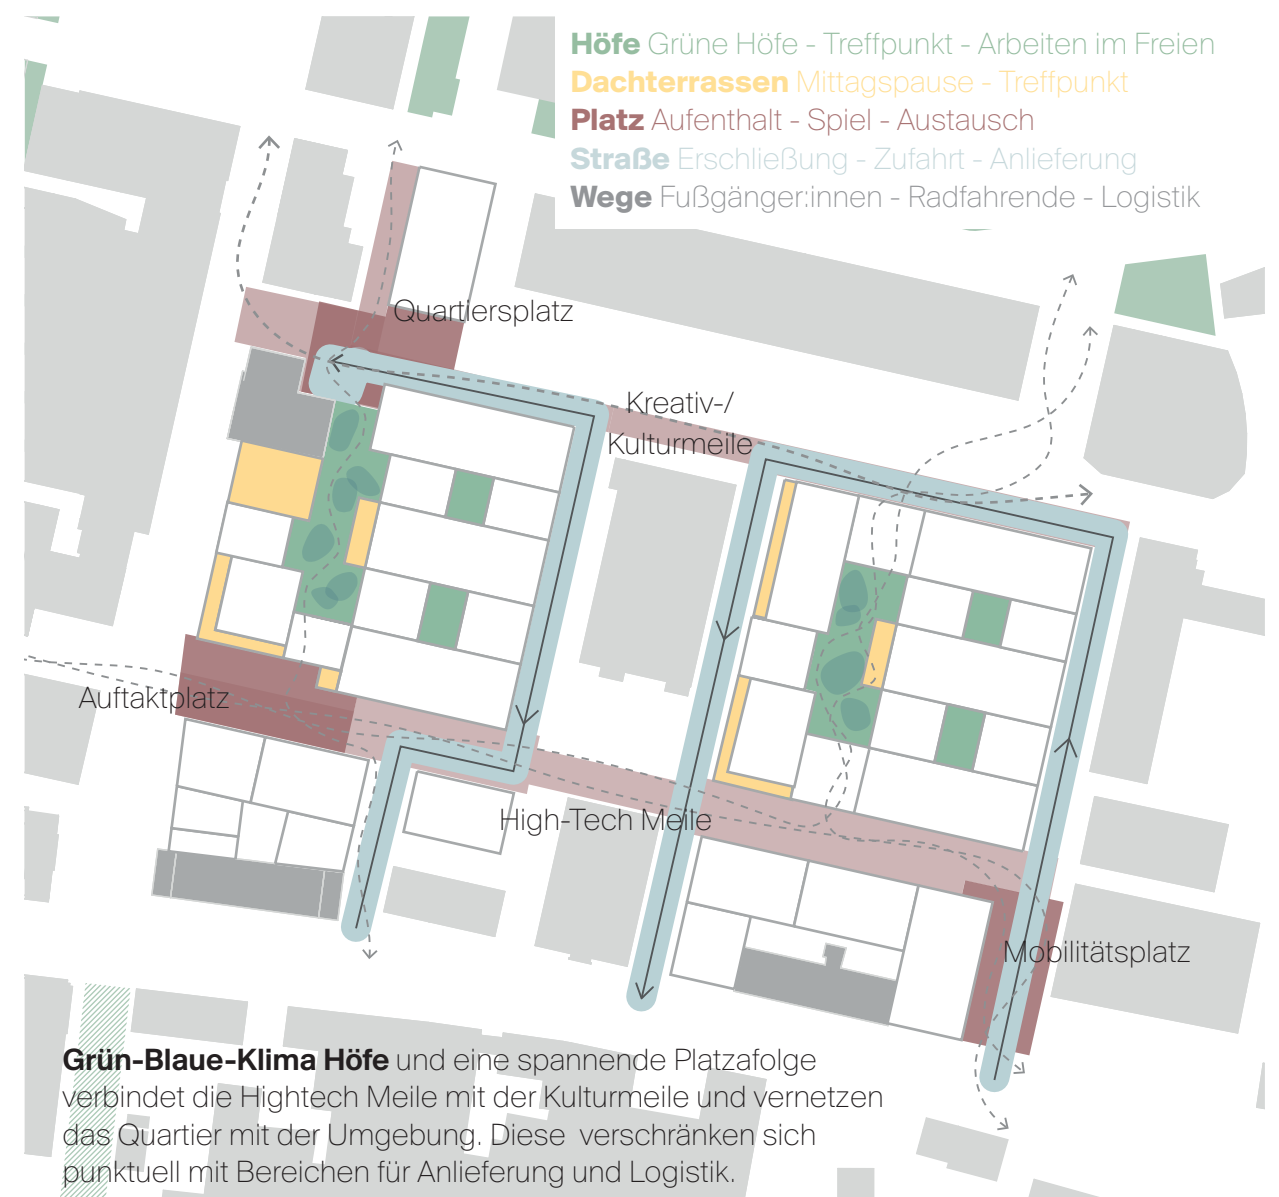 Höfe Grüne Höfe - Treffpunkt - Arbeiten im Freien
Dachterrassen Mittagspause - Treffpunkt
Platz Aufenthalt - Spiel - Austausch
Straße Erschließung - Zufahrt - Anlieferung
Wege Fußgänger:innen - Radfahrende - Logistik
Quartiersplatz
Kreativ-/
Kulturmeile
Auftaktplatz
High-Tech Meile
Mobilitätsplatz
Grün-Blaue-Klima Höfe und eine spannende Platzafolge
verbindet die Hightech Meile mit der Kulturmeile und vernetzen
das Quartier mit der Umgebung. Diese verschränken sich
punktuell mit Bereichen für Anlieferung und Logistik.